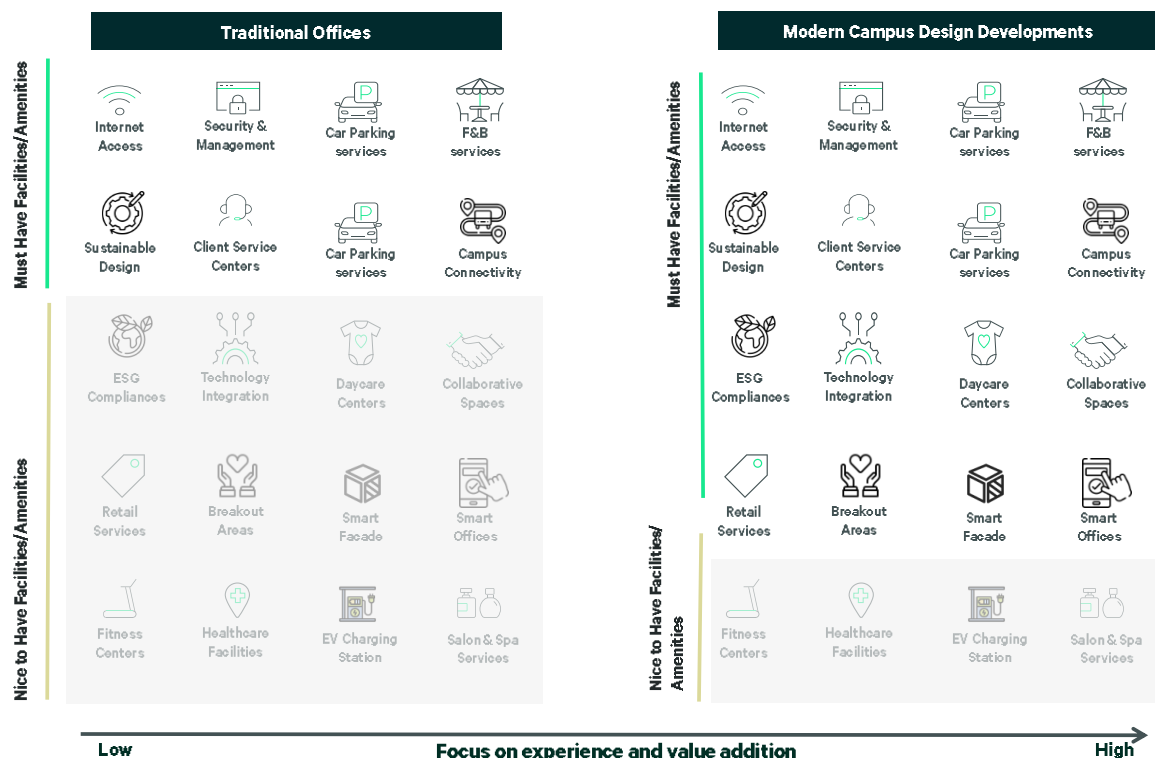 Traditional Offices
Must Have Facilities/Amenities
Internet
Access
Security &
Management
Car Parking
services
F&B
services
Sustainable
Design
Client Service
Centers
Car Parking
services
Campus
Connectivity
Nice to Have Facilities/Amenities
ESG
Compliances
Technology
Integration
Daycare
Centers
Collaborative
Spaces
Retail
Services
Breakout
Areas
Smart
Facade
Smart
Offices
Fitness
Centers
Healthcare
Facilities
EV Charging
Station
Salon & Spa
Services
Modern Campus Design Developments
Must Have Facilities/Amenities
Internet
Access
Security &
Management
Car Parking
services
F&B
services
Sustainable
Design
Client Service
Centers
Car Parking
services
Campus
Connectivity
ESG
Compliances
Technology
Integration
Daycare
Centers
Collaborative
Spaces
Retail
Services
Breakout
Areas
Smart
Facade
Smart
Offices
Nice to Have Facilities/
Amenities
Fitness
Centers
Healthcare
Facilities
EV Charging
Station
Salon & Spa
Services
Low
Focus on experience and value addition
High